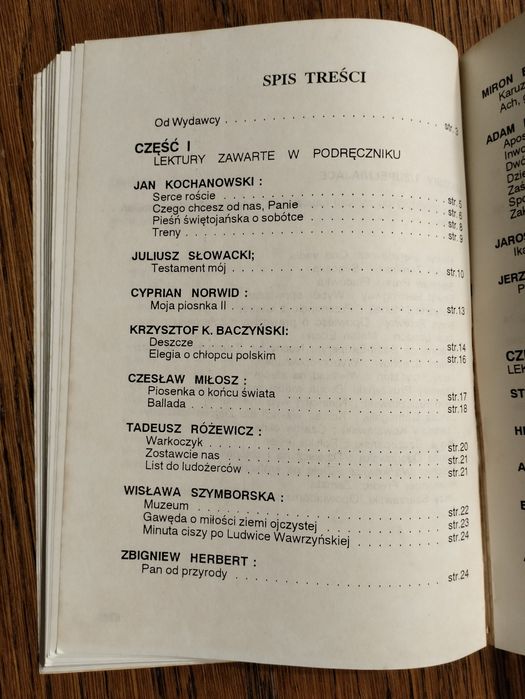 SPIS TREŚCI
Od Wydawcy . . . . . . . . . . . . . . . . . . . . . str. 3
CZĘŚĆ I
LEKTURY ZAWARTE W PODRĘCZNIKU
JAN KOCHANOWSKI :
Serce roście . . . . . . . . . . . . . . . . . . . . . str. 5
Czego chcesz od nas, Panie . . . . . . . . . . . . . str. 6
Pieśń świętojańska o sobótce . . . . . . . . . . . . str. 8
Treny . . . . . . . . . . . . . . . . . . . . . . . . str. 9
JULIUSZ SŁOWACKI;
Testament mój . . . . . . . . . . . . . . . . . . . . str.10
CYPRIAN NORWID :
Moja piosnka II . . . . . . . . . . . . . . . . . . . str.13
KRZYSZTOF K. BACZYŃSKI:
Deszcze . . . . . . . . . . . . . . . . . . . . . . . str.14
Elegia o chłopcu polskim . . . . . . . . . . . . . . str.16
CZESŁAW MIŁOSZ :
Piosenka o końcu świata . . . . . . . . . . . . . . . str.17
Ballada . . . . . . . . . . . . . . . . . . . . . . . str.18
TADEUSZ RÓŻEWICZ :
Warkoczyk . . . . . . . . . . . . . . . . . . . . . . str.20
Zostawcie nas . . . . . . . . . . . . . . . . . . . . str.21
List do ludożerców . . . . . . . . . . . . . . . . . str.21
WISŁAWA SZYMBORSKA :
Muzeum . . . . . . . . . . . . . . . . . . . . . . . str.22
Gawęda o miłości ziemi ojczystej . . . . . . . . . . str.23
Minuta ciszy po Ludwice Wawrzyńskiej . . . . . . . . str.24
ZBIGNIEW HERBERT :
Pan od przyrody . . . . . . . . . . . . . . . . . . . str.24
MIRON
Ach,
ADAM